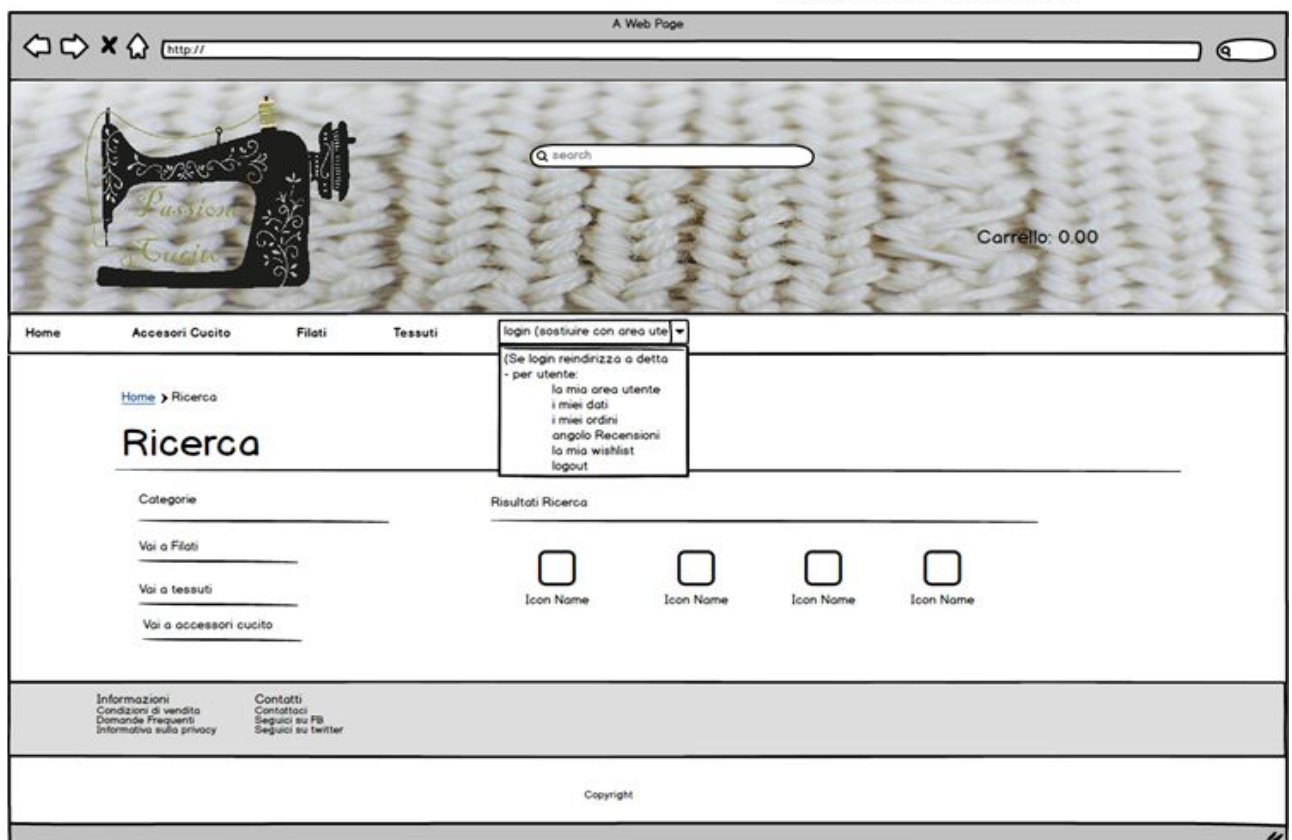 A Web Page
http://
search
Passione
Cucito
Carrello: 0.00
Home Accesori Cucito Filati Tessuti login (sostiuire con area ute
(Se login reindirizza a detta
- per utente:
la mia area utente
i miei dati
i miei ordini
angolo Recensioni
la mia wishlist
logout
Home > Ricerca
Ricerca
Categorie
Vai a Filati
Vai a tessuti
Vai a accessori cucito
Risultati Ricerca
Icon Name Icon Name Icon Name Icon Name
Informazioni
Condizioni di vendita
Domande Frequenti
Informativa sulla privacy
Contatti
Contattaci
Seguici su FB
Seguici su twitter
Copyright